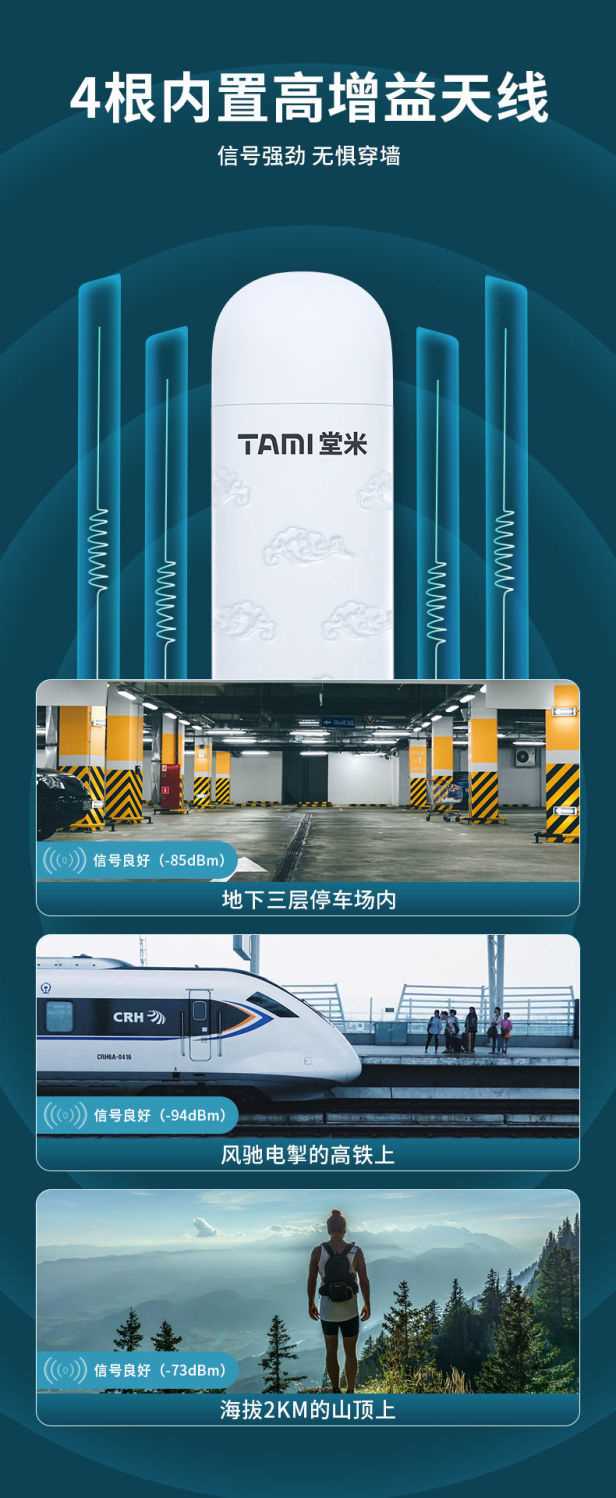 4根内置高增益天线
信号强劲 无惧穿墙
TAMI 堂米
信号良好（-85dBm）
地下三层停车场内
CRH
CRH6A-0416
信号良好（-94dBm）
风驰电掣的高铁上
信号良好（-73dBm）
海拔2KM的山顶上